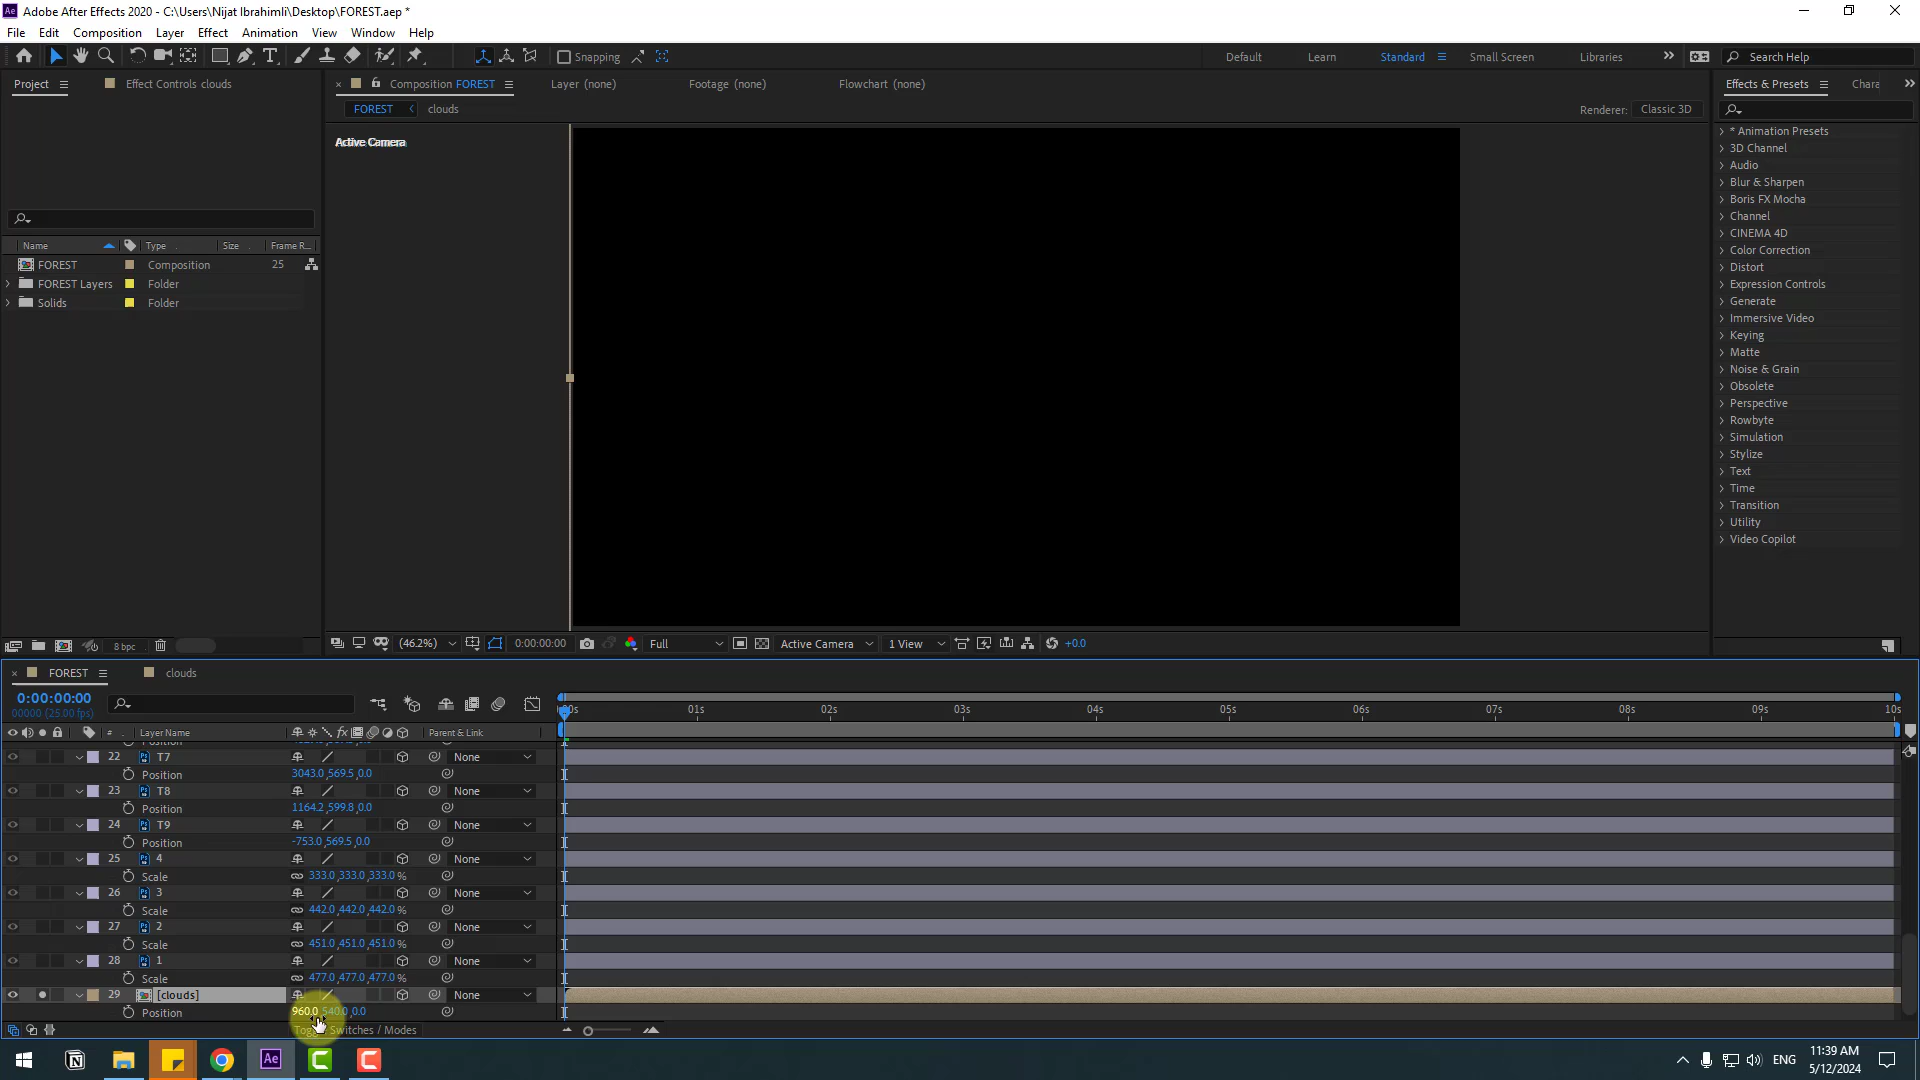 Adobe After Effects 2020 - C:\Users\Nijat Ibrahimli\Desktop\FOREST.aep *
File Edit Composition Layer Effect Animation View Window Help
Snapping Default Learn Standard Small Screen Libraries Search Help
Project Effect Controls clouds Composition FOREST Layer (none) Footage (none) Flowchart (none) Effects & Presets Chara
FOREST clouds Renderer: Classic 3D
Active Camera
* Animation Presets
3D Channel
Audio
Blur & Sharpen
Boris FX Mocha
Channel
CINEMA 4D
Color Correction
Distort
Expression Controls
Generate
Immersive Video
Keying
Matte
Noise & Grain
Obsolete
Perspective
Rowbyte
Simulation
Stylize
Text
Time
Transition
Utility
Video Copilot
Name Type Size Frame R...
FOREST Composition 25
FOREST Layers Folder
Solids Folder
8 bpc (46.2%) 0:00:00:00 Full Active Camera 1 View +0.0
FOREST clouds
0:00:00:00
00000 (25.00 fps)
01s 02s 03s 04s 05s 06s 07s 08s 09s 10s
# Layer Name Parent & Link
22 T7 None
Position 3043.0,569.5,0.0
23 T8 None
Position 1164.2,599.8,0.0
24 T9 None
Position -753.0,569.5,0.0
25 4 None
Scale 333.0,333.0,333.0 %
26 3 None
Scale 442.0,442.0,442.0 %
27 2 None
Scale 451.0,451.0,451.0 %
28 1 None
Scale 477.0,477.0,477.0 %
29 [clouds] None
Position 960.0,540.0,0.0
Switches / Modes
ENG 11:39 AM
5/12/2024